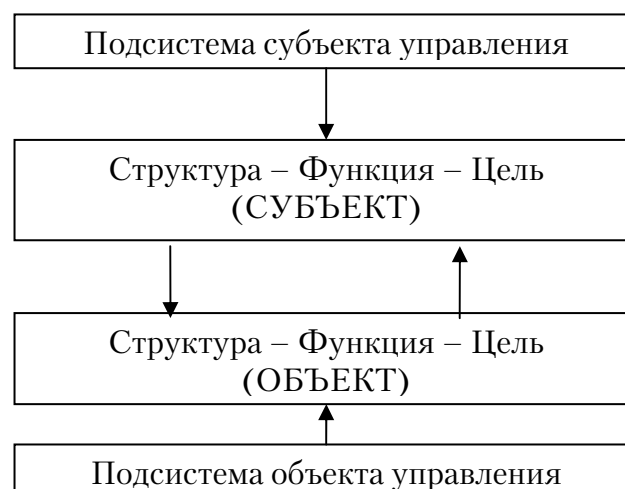 Подсистема субъекта управления
Структура – Функция – Цель
(СУБЪЕКТ)
Структура – Функция – Цель
(ОБЪЕКТ)
Подсистема объекта управления